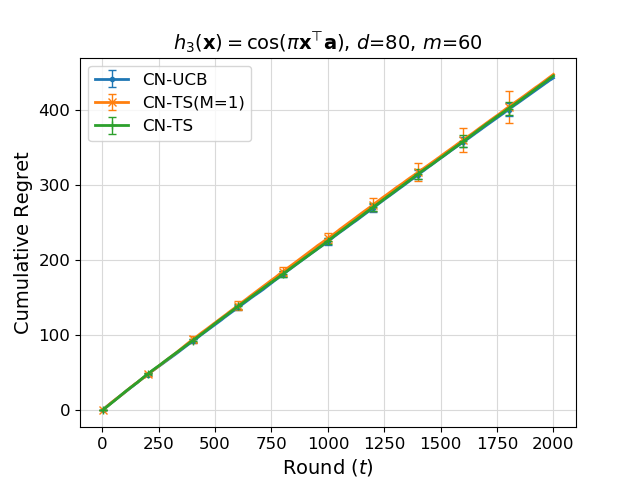 h₃(𝐱) = cos(π𝐱⊤𝐚), d=80, m=60
CN-UCB
CN-TS(M=1)
CN-TS
Cumulative Regret
400
300
200
100
0
0 250 500 750 1000 1250 1500 1750 2000
Round (t)